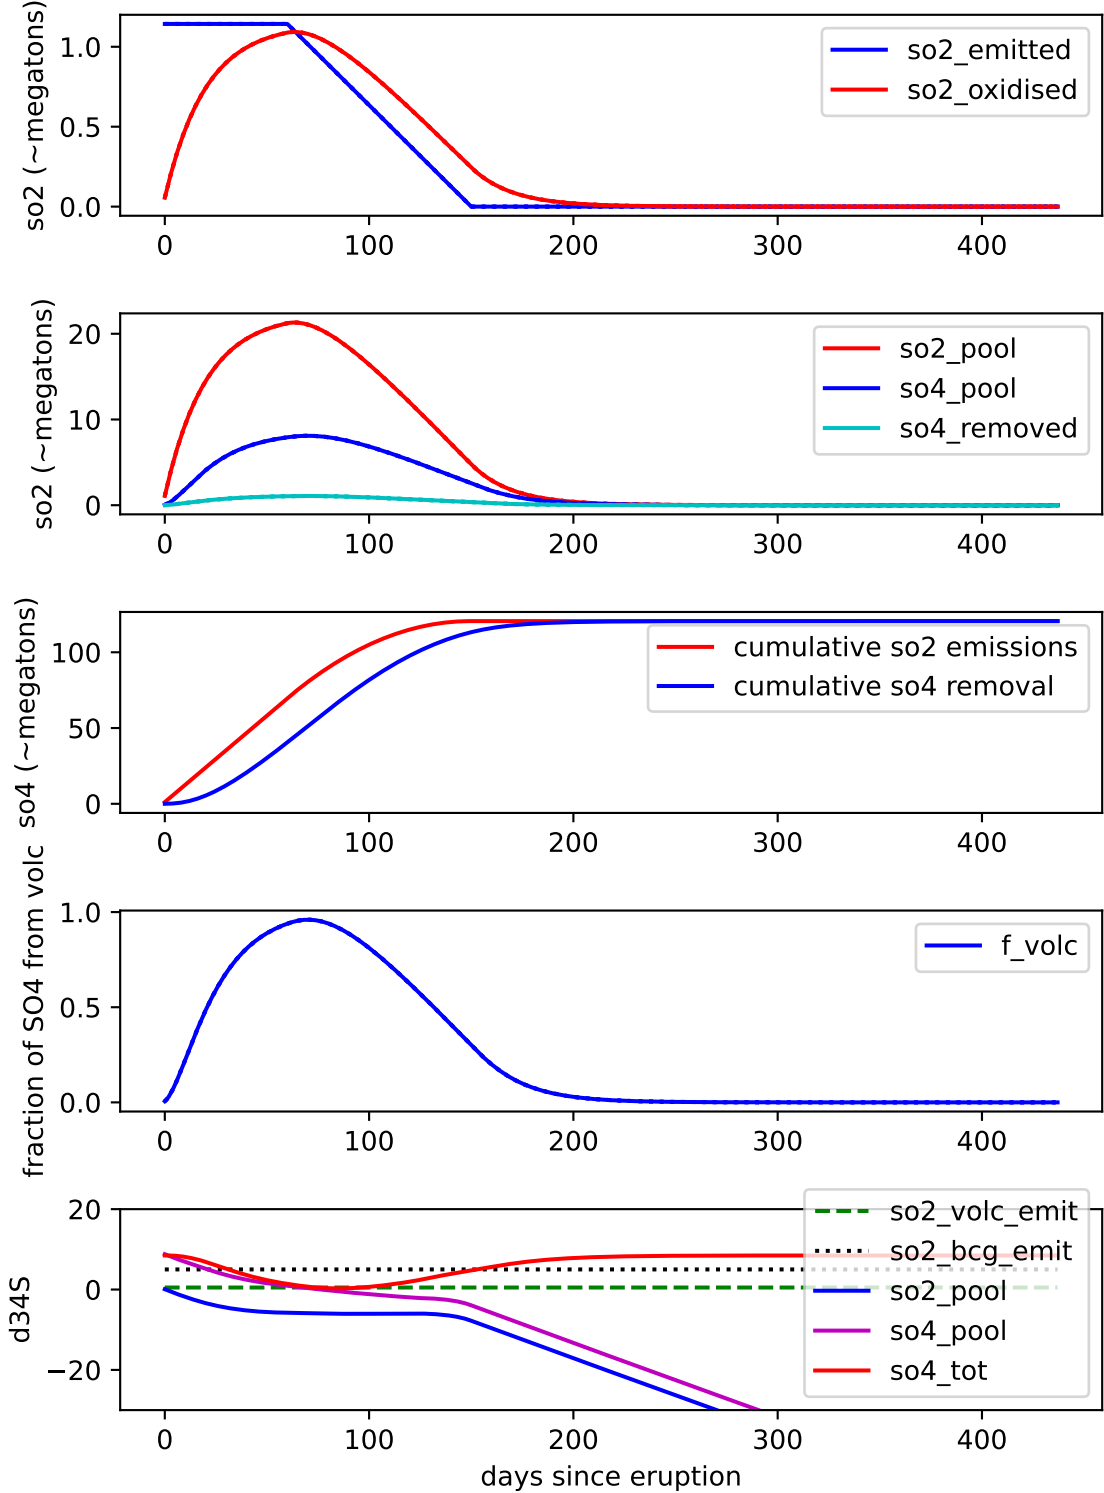 so2 (~megatons)
1.0
0.5
0.0
so2_emitted
so2_oxidised
0 100 200 300 400
so2 (~megatons)
20
10
0
so2_pool
so4_pool
so4_removed
0 100 200 300 400
so4 (~megatons)
100
50
0
cumulative so2 emissions
cumulative so4 removal
0 100 200 300 400
fraction of SO4 from volc
1.0
0.5
0.0
f_volc
0 100 200 300 400
d34S
20
0
−20
so2_volc_emit
so2_bcg_emit
so2_pool
so4_pool
so4_tot
0 100 200 300 400
days since eruption